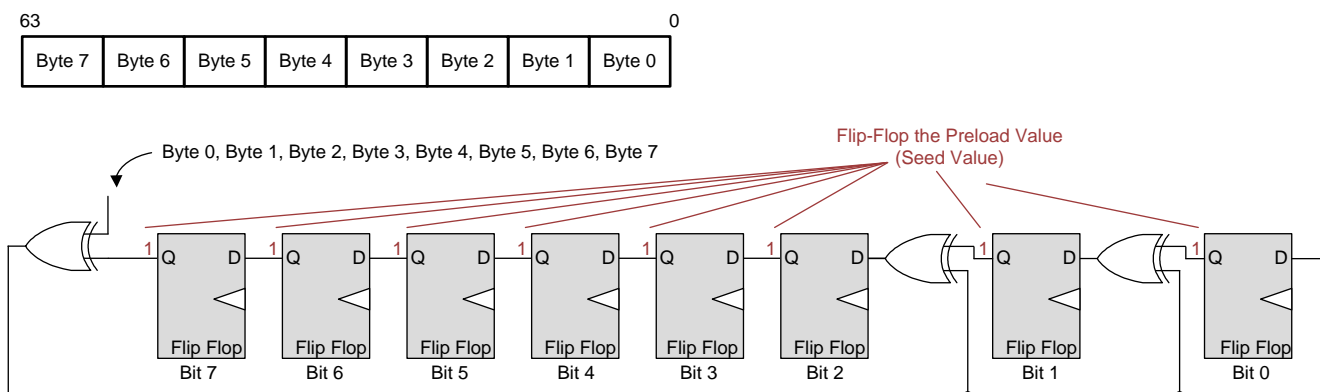 63 0
Byte 7 Byte 6 Byte 5 Byte 4 Byte 3 Byte 2 Byte 1 Byte 0
Flip-Flop the Preload Value
(Seed Value)
Byte 0, Byte 1, Byte 2, Byte 3, Byte 4, Byte 5, Byte 6, Byte 7
1 1 1 1 1 1 1 1
Q D Q D Q D Q D Q D Q D Q D Q D
Flip Flop Flip Flop Flip Flop Flip Flop Flip Flop Flip Flop Flip Flop Flip Flop
Bit 7 Bit 6 Bit 5 Bit 4 Bit 3 Bit 2 Bit 1 Bit 0